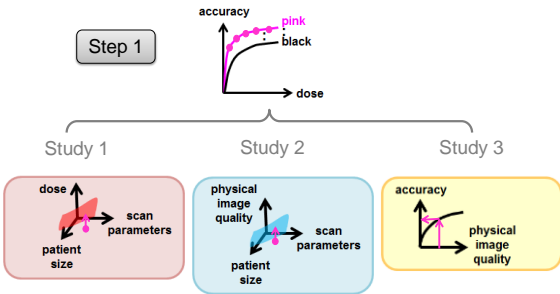 Step 1
accuracy
pink
black
dose
Study 1
Study 2
Study 3
dose
scan
parameters
patient
size
physical
image
quality
scan
parameters
patient
size
accuracy
physical
image
quality